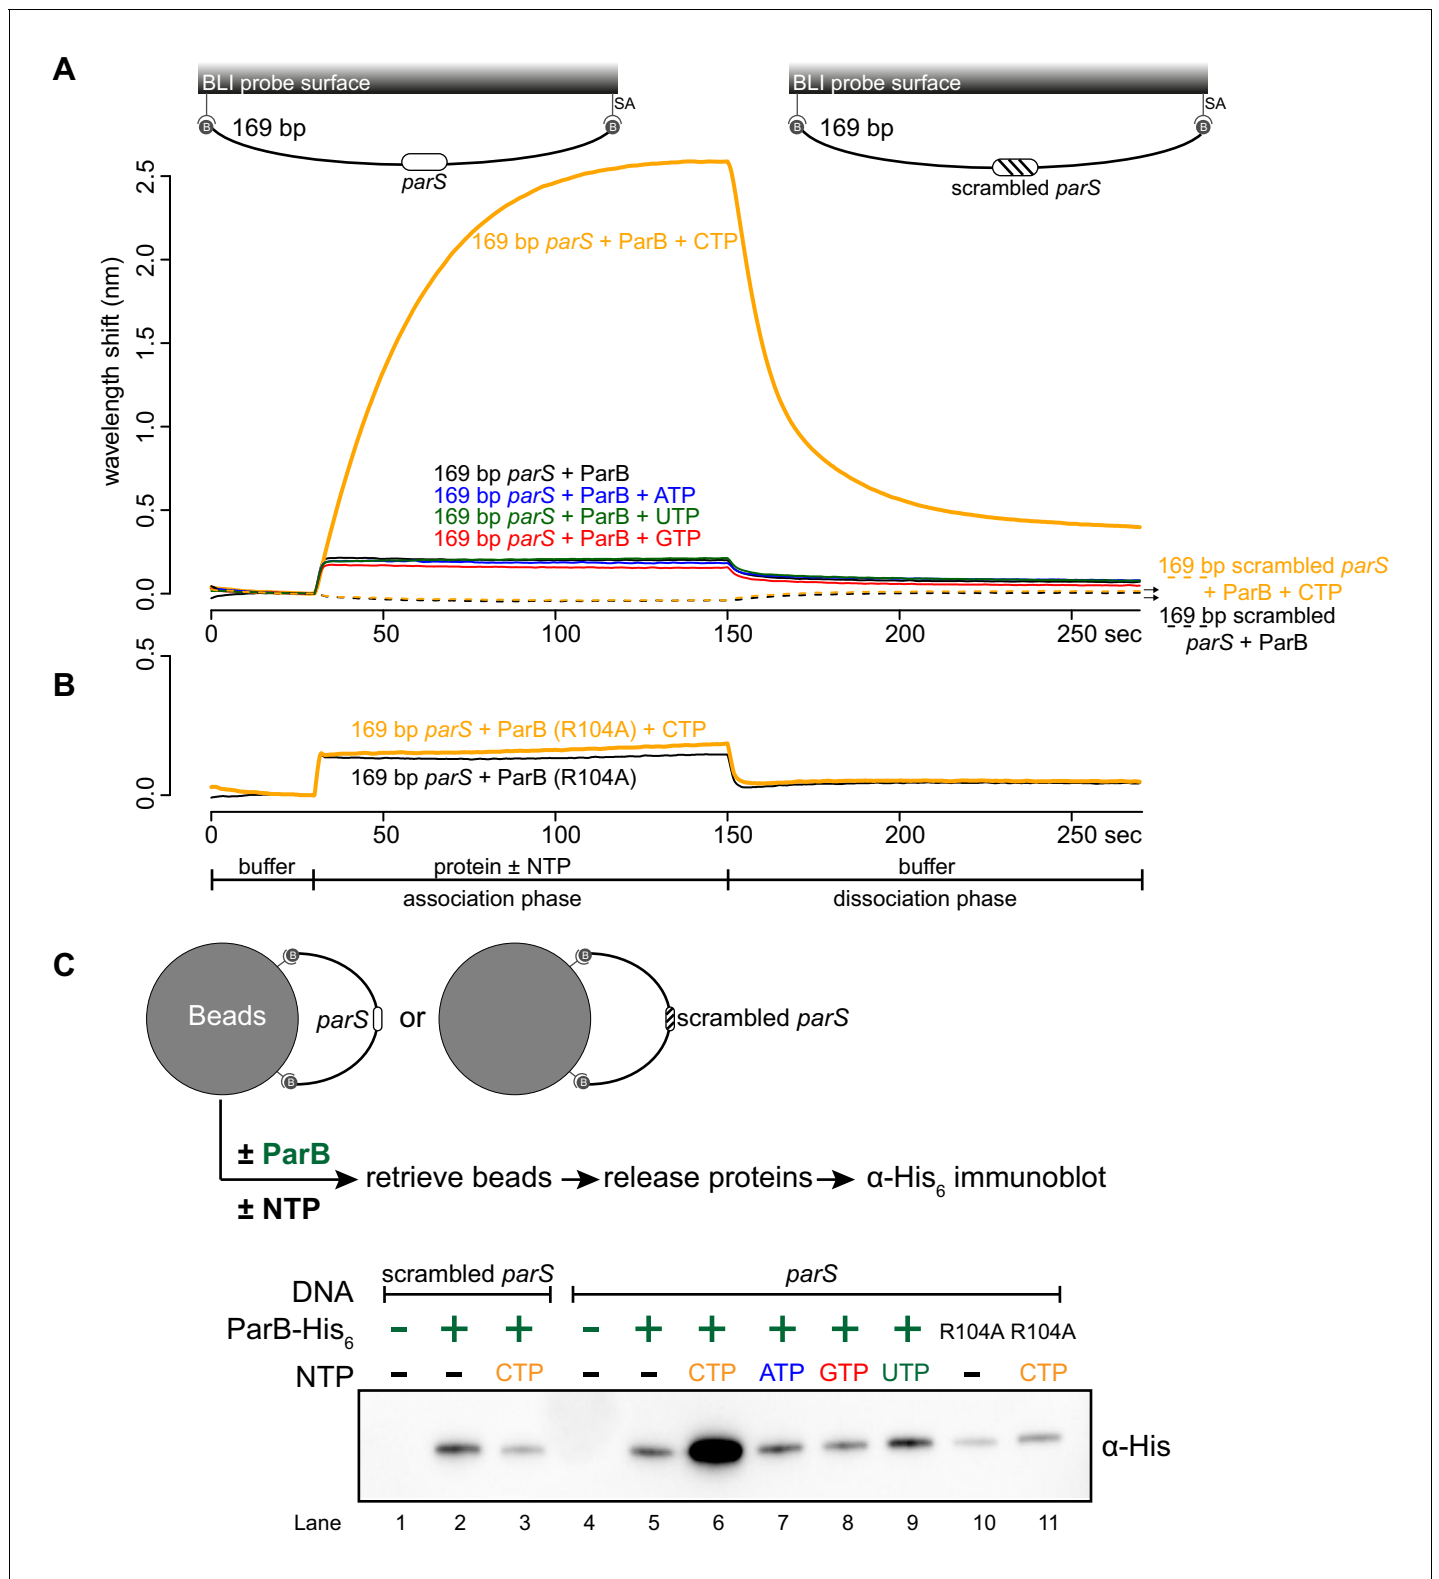 A
BLI probe surface
BLI probe surface
SA
SA
B
B
B
B
169 bp
169 bp
parS
scrambled parS
wavelength shift (nm)
2.5
2.0
1.5
1.0
0.5
0.0
169 bp parS + ParB + CTP
169 bp parS + ParB
169 bp parS + ParB + ATP
169 bp parS + ParB + UTP
169 bp parS + ParB + GTP
169 bp scrambled parS
+ ParB + CTP
169 bp scrambled
parS + ParB
0 50 100 150 200 250 sec
B
0.5
0.0
169 bp parS + ParB (R104A) + CTP
169 bp parS + ParB (R104A)
0 50 100 150 200 250 sec
buffer protein ± NTP buffer
association phase dissociation phase
C
B
B
B
B
Beads
parS or scrambled parS
± ParB
± NTP
retrieve beads release proteins α-His6 immunoblot
DNA scrambled parS parS
ParB-His6 - + + - + + + + + R104A R104A
NTP - - CTP - - CTP ATP GTP UTP - CTP
α-His
Lane 1 2 3 4 5 6 7 8 9 10 11